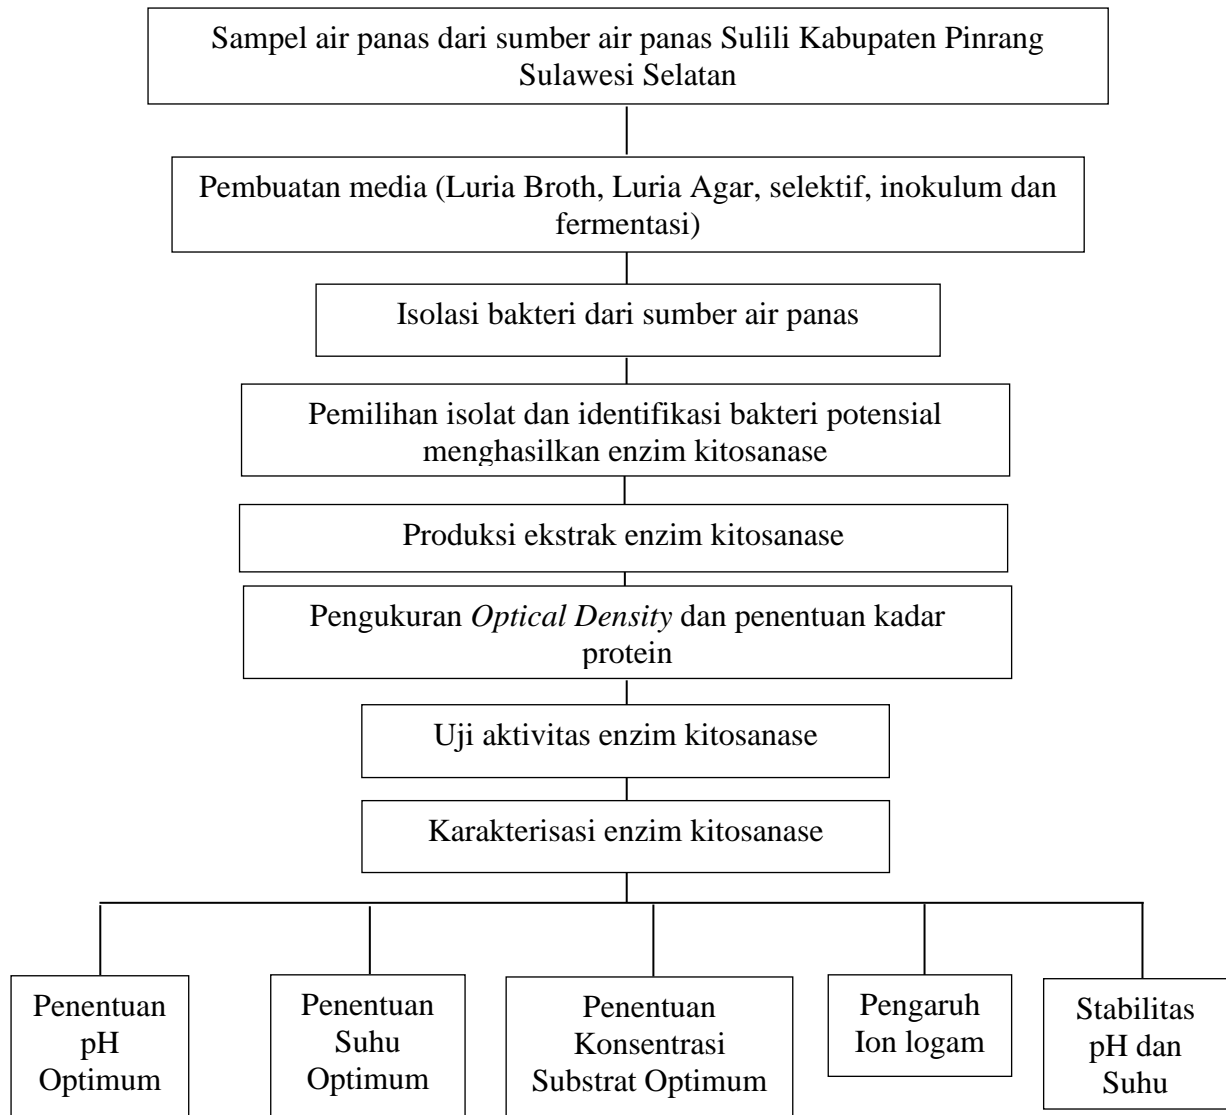 Sampel air panas dari sumber air panas Sulili Kabupaten Pinrang
Sulawesi Selatan
Pembuatan media (Luria Broth, Luria Agar, selektif, inokulum dan
fermentasi)
Isolasi bakteri dari sumber air panas
Pemilihan isolat dan identifikasi bakteri potensial
menghasilkan enzim kitosanase
Produksi ekstrak enzim kitosanase
Pengukuran Optical Density dan penentuan kadar
protein
Uji aktivitas enzim kitosanase
Karakterisasi enzim kitosanase
Penentuan
pH
Optimum
Penentuan
Suhu
Optimum
Penentuan
Konsentrasi
Substrat Optimum
Pengaruh
Ion logam
Stabilitas
pH dan
Suhu